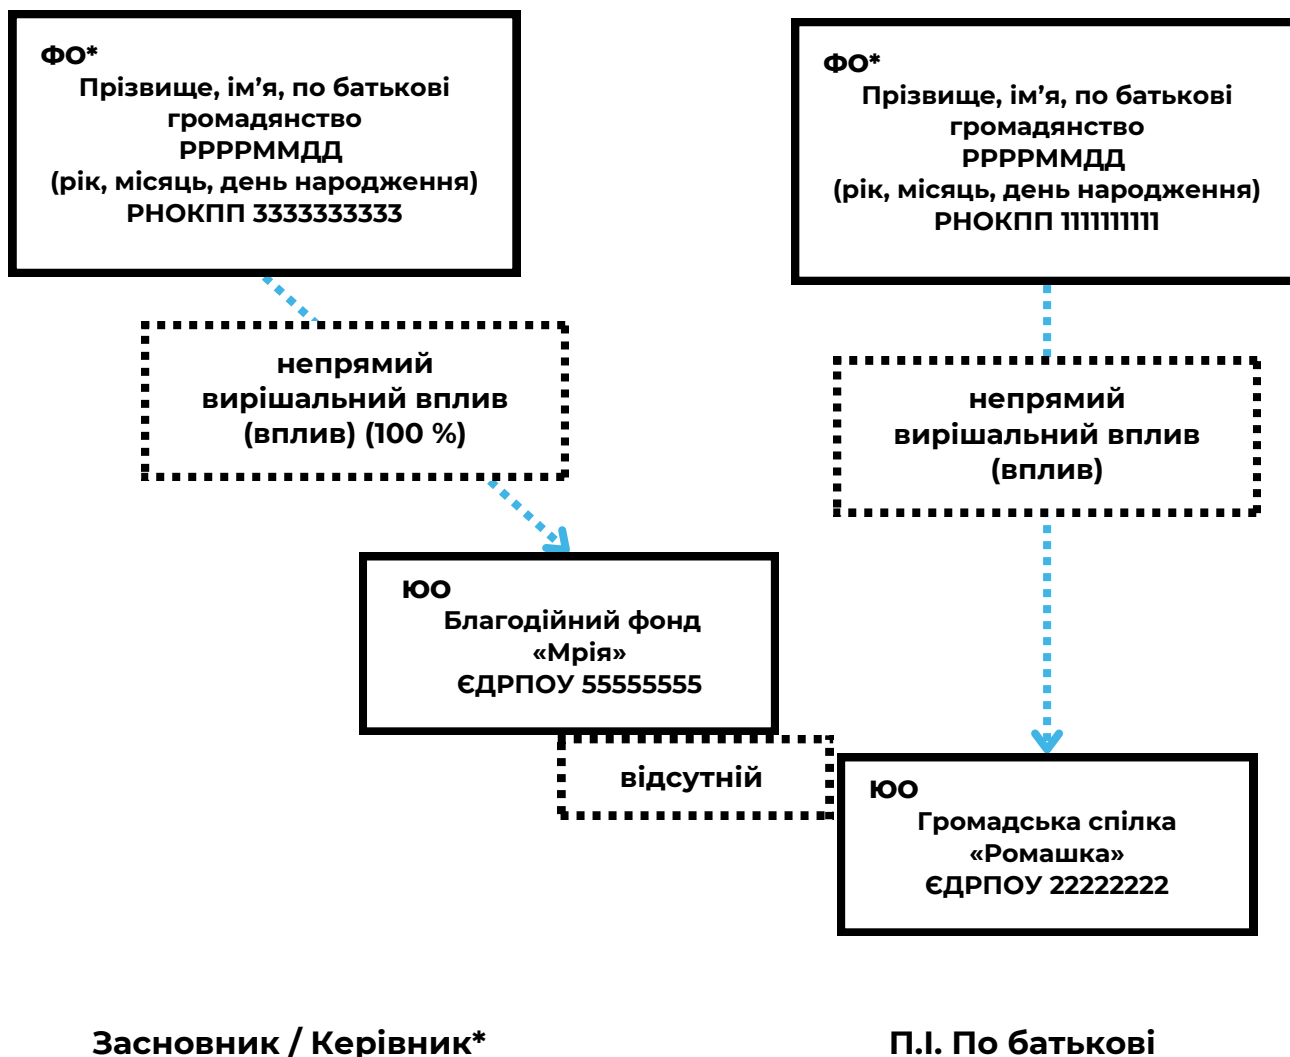 ФО*
Прізвище, ім’я, по батькові
громадянство
РРРРММДД
(рік, місяць, день народження)
РНОКПП 3333333333
ФО*
Прізвище, ім’я, по батькові
громадянство
РРРРММДД
(рік, місяць, день народження)
РНОКПП 1111111111
непрямий
вирішальний вплив
(вплив) (100 %)
непрямий
вирішальний вплив
(вплив)
ЮО
Благодійний фонд
«Мрія»
ЄДРПОУ 55555555
відсутній
ЮО
Громадська спілка
«Ромашка»
ЄДРПОУ 22222222
Засновник / Керівник*
П.І. По батькові